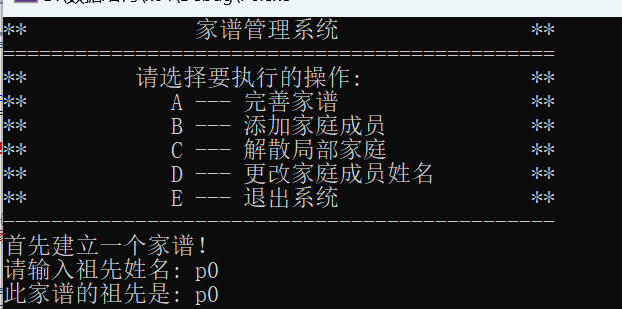 ** 家谱管理系统 **
==============================================
** 请选择要执行的操作: **
** A --- 完善家谱 **
** B --- 添加家庭成员 **
** C --- 解散局部家庭 **
** D --- 更改家庭成员姓名 **
** E --- 退出系统 **
----------------------------------------------
首先建立一个家谱!
请输入祖先姓名: p0
此家谱的祖先是: p0